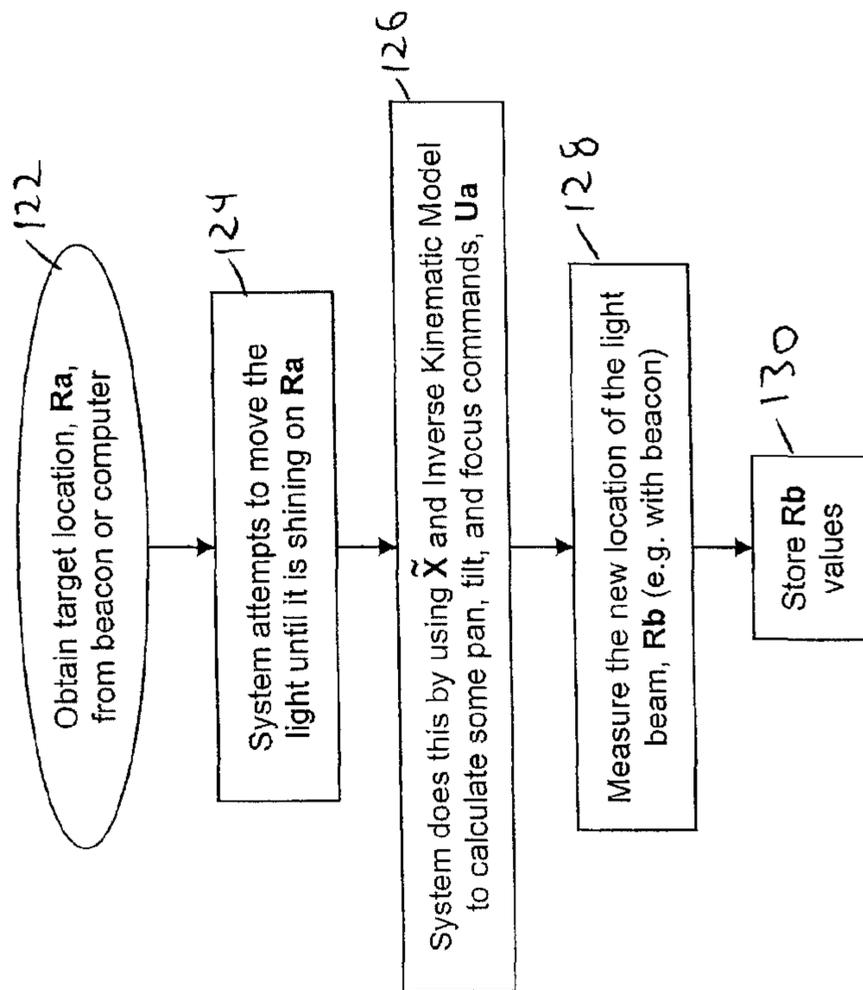 122
Obtain target location, Ra,
from beacon or computer
124
System attempts to move the
light until it is shining on Ra
126
System does this by using X̃ and Inverse Kinematic Model
to calculate some pan, tilt, and focus commands, Ua
128
Measure the new location of the light
beam, Rb (e.g. with beacon)
130
Store Rb
values